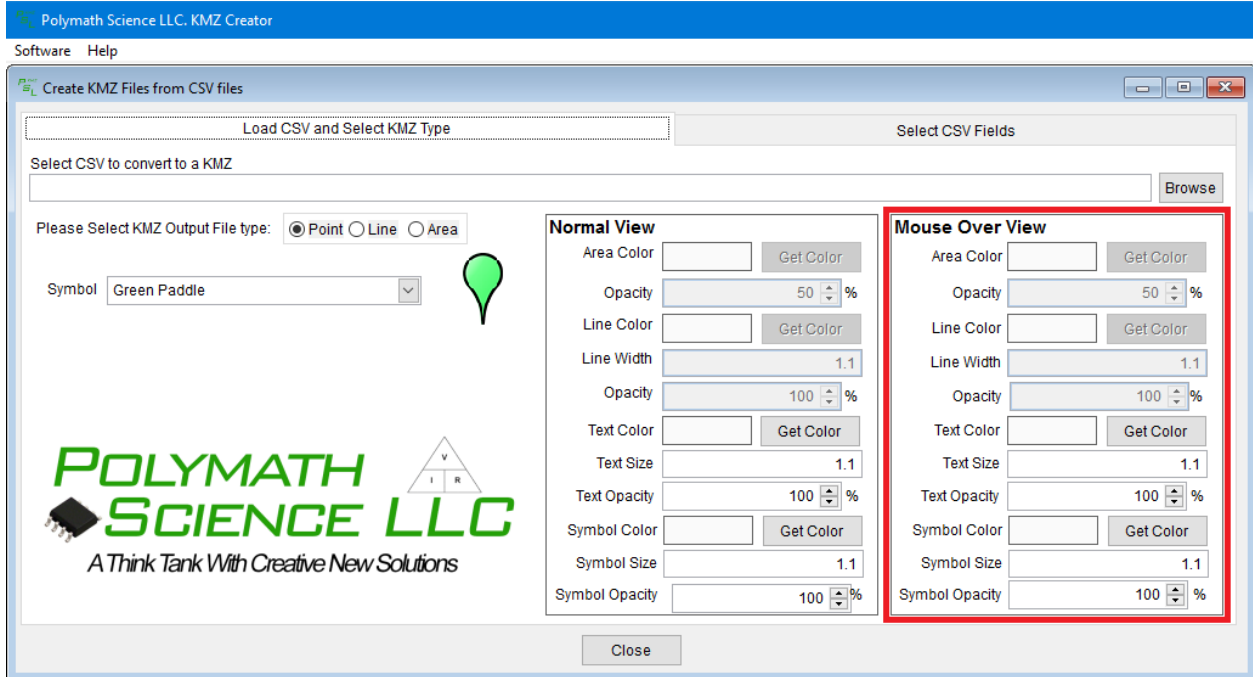 Polymath Science LLC. KMZ Creator
Software Help
Create KMZ Files from CSV files
Load CSV and Select KMZ Type
Select CSV Fields
Select CSV to convert to a KMZ
Browse
Please Select KMZ Output File type: Point Line Area
Symbol Green Paddle
Normal View
Area Color Get Color
Opacity 50 %
Line Color Get Color
Line Width 1.1
Opacity 100 %
Text Color Get Color
Text Size 1.1
Text Opacity 100 %
Symbol Color Get Color
Symbol Size 1.1
Symbol Opacity 100 %
Mouse Over View
Area Color Get Color
Opacity 50 %
Line Color Get Color
Line Width 1.1
Opacity 100 %
Text Color Get Color
Text Size 1.1
Text Opacity 100 %
Symbol Color Get Color
Symbol Size 1.1
Symbol Opacity 100 %
POLYMATH
V
I R
SCIENCE LLC
A Think Tank With Creative New Solutions
Close